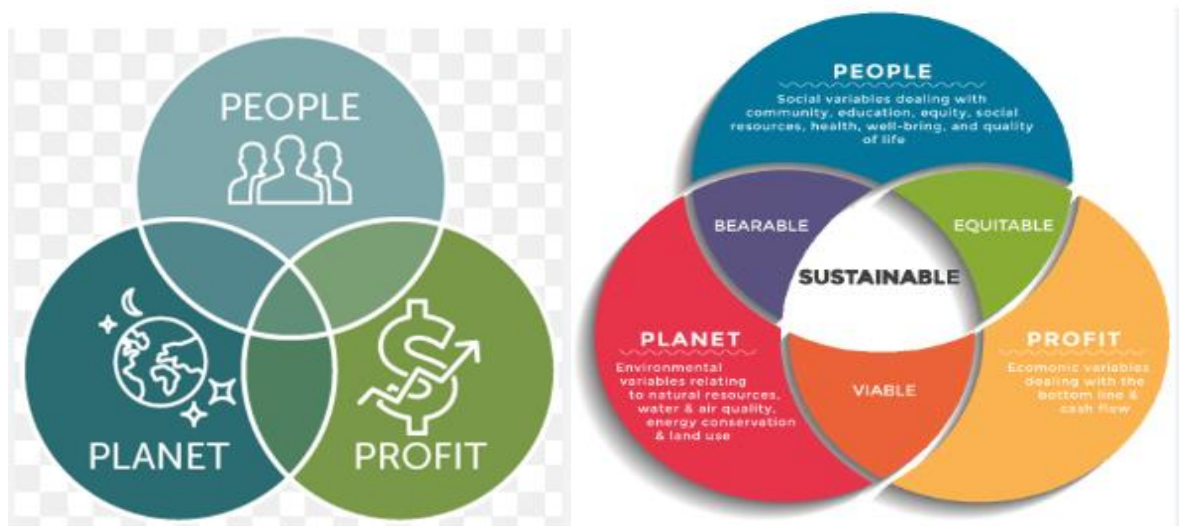 PEOPLE
PLANET
PROFIT
PEOPLE
Social variables dealing with
community, education, equity, social
resources, health, well-bring, and quality
of life
BEARABLE
EQUITABLE
SUSTAINABLE
PLANET
Environmental
variables relating
to natural resources,
water & air quality,
energy conservation
& land use
VIABLE
PROFIT
Economic variables
dealing with the
bottom line &
cash flow